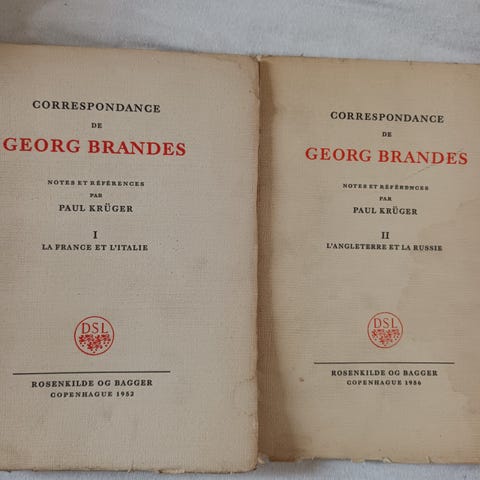 CORRESPONDANCE
DE
GEORG BRANDES
NOTES ET RÉFÉRENCES
PAR
PAUL KRÜGER
I
LA FRANCE ET L'ITALIE
DSL
ROSENKILDE OG BAGGER
COPENHAGUE 1952
CORRESPONDANCE
DE
GEORG BRANDES
NOTES ET RÉFÉRENCES
PAR
PAUL KRÜGER
II
L'ANGLETERRE ET LA RUSSIE
DSL
ROSENKILDE OG BAGGER
COPENHAGUE 1956